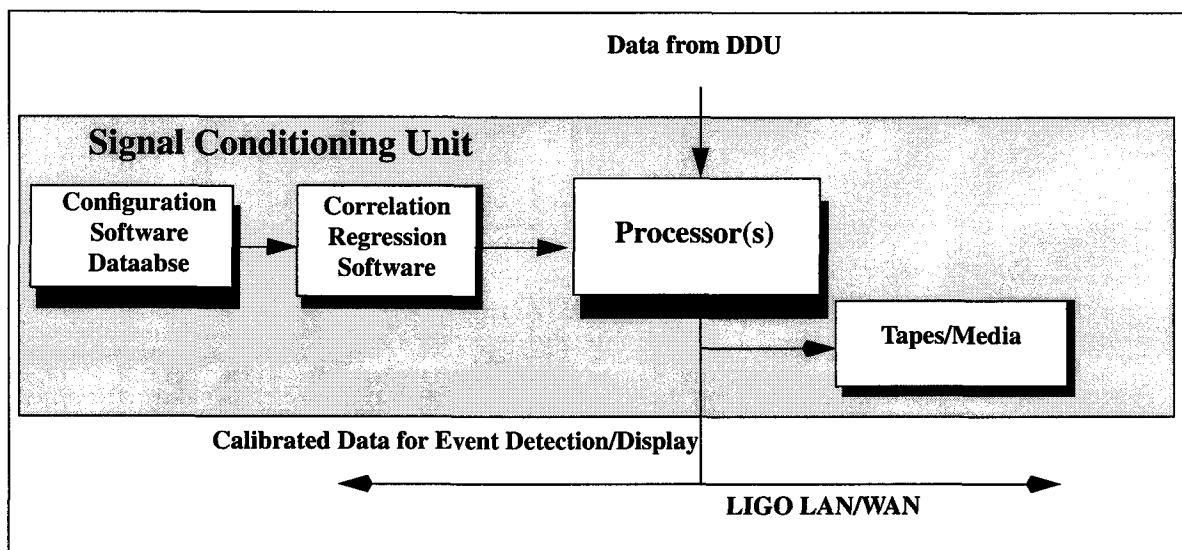 Data from DDU
Signal Conditioning Unit
Configuration
Software
Dataabse
Correlation
Regression
Software
Processor(s)
Tapes/Media
Calibrated Data for Event Detection/Display
LIGO LAN/WAN